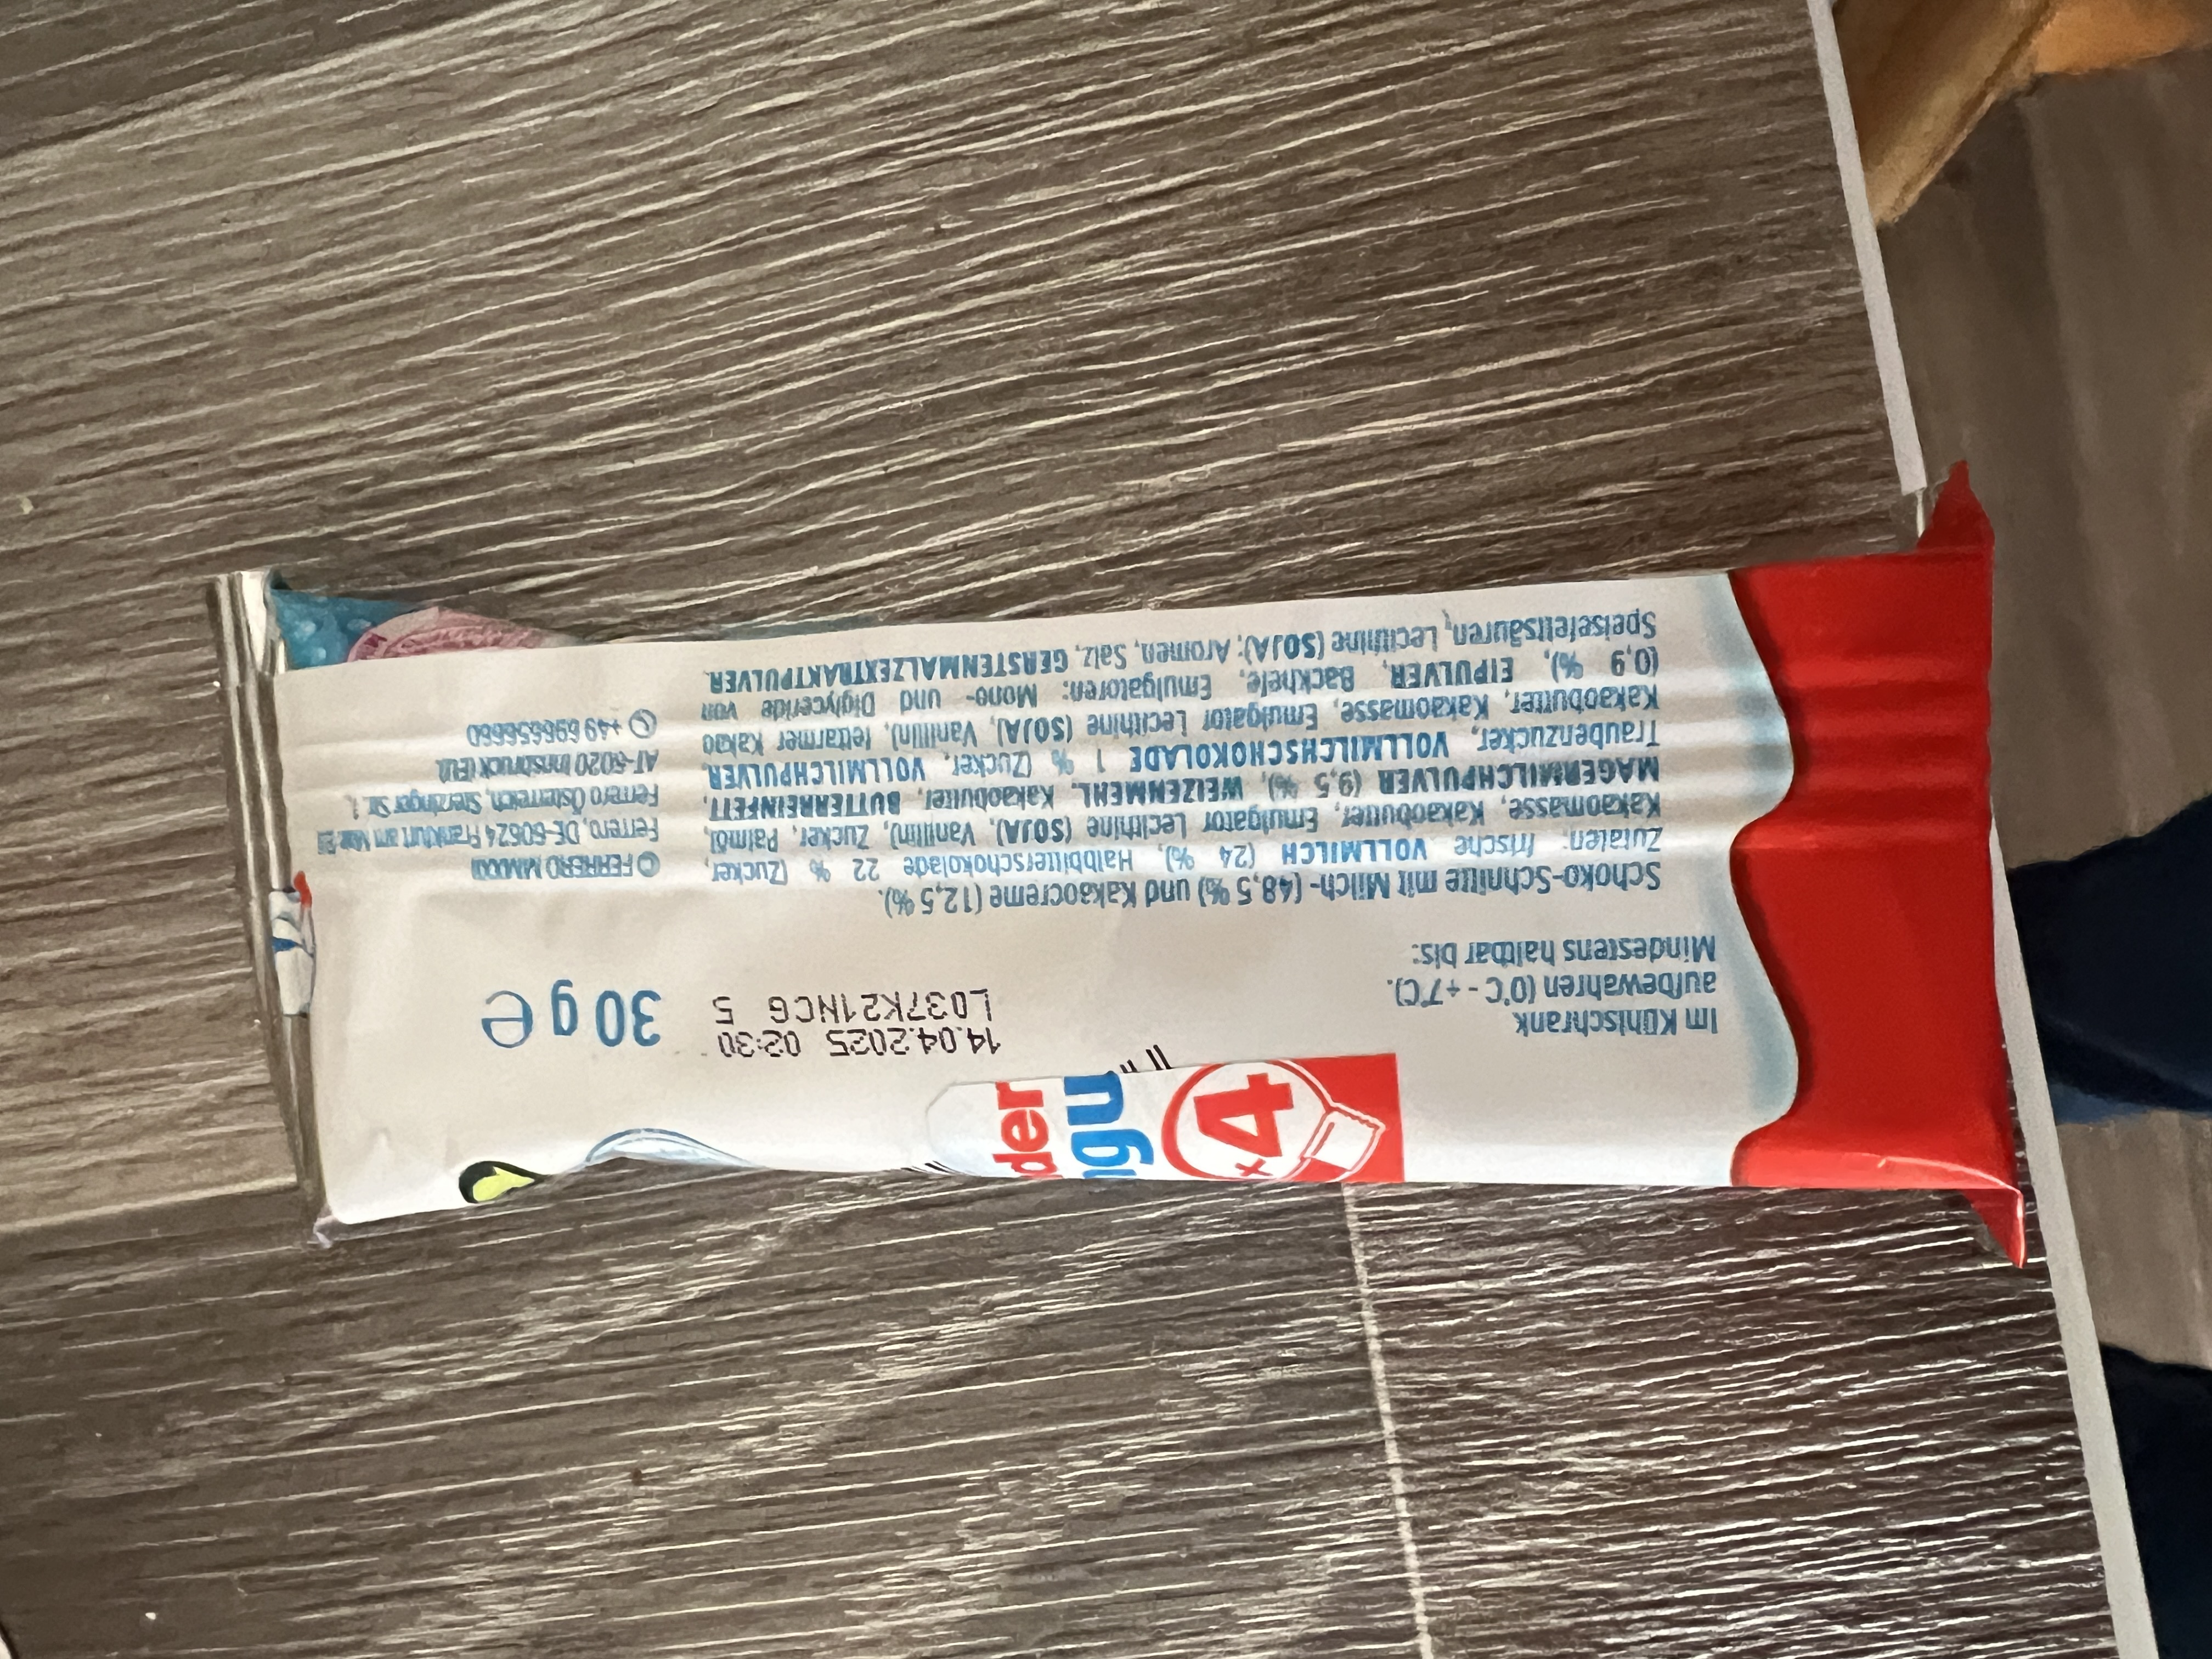 der
ngu
×4
Im Kühlschrank
aufbewahren (0°C - +7°C).
Mindestens haltbar bis:
14.04.2025 02:30
L037K21NCG 5
30 g e
Schoko-Schnitte mit Milch- (48,5 %) und Kakaocreme (12,5 %).
Zutaten: frische VOLLMILCH (24 %), Halbbitterschokolade 22 % (Zucker,
Kakaomasse, Kakaobutter, Emulgator Lecithine (SOJA), Vanillin), Zucker, Palmöl,
MAGERMILCHPULVER (9,5 %), WEIZENMEHL, Kakaobutter, BUTTERREINFETT,
Traubenzucker, VOLLMILCHSCHOKOLADE 1 % (Zucker, VOLLMILCHPULVER,
Kakaobutter, Kakaomasse, Emulgator Lecithine (SOJA), Vanillin), fettarmer Kakao
(0,9 %), EIPULVER, Backhefe, Emulgatoren: Mono- und Diglyceride von
Speisefettsäuren, Lecithine (SOJA); Aromen, Salz, GERSTENMALZEXTRAKTPULVER.
© FERRERO MMXXI
Ferrero, DE-60624 Frankfurt am Main
Ferrero Österreich, Str. 1,
AT-6020 Innsbruck (EU)
+49